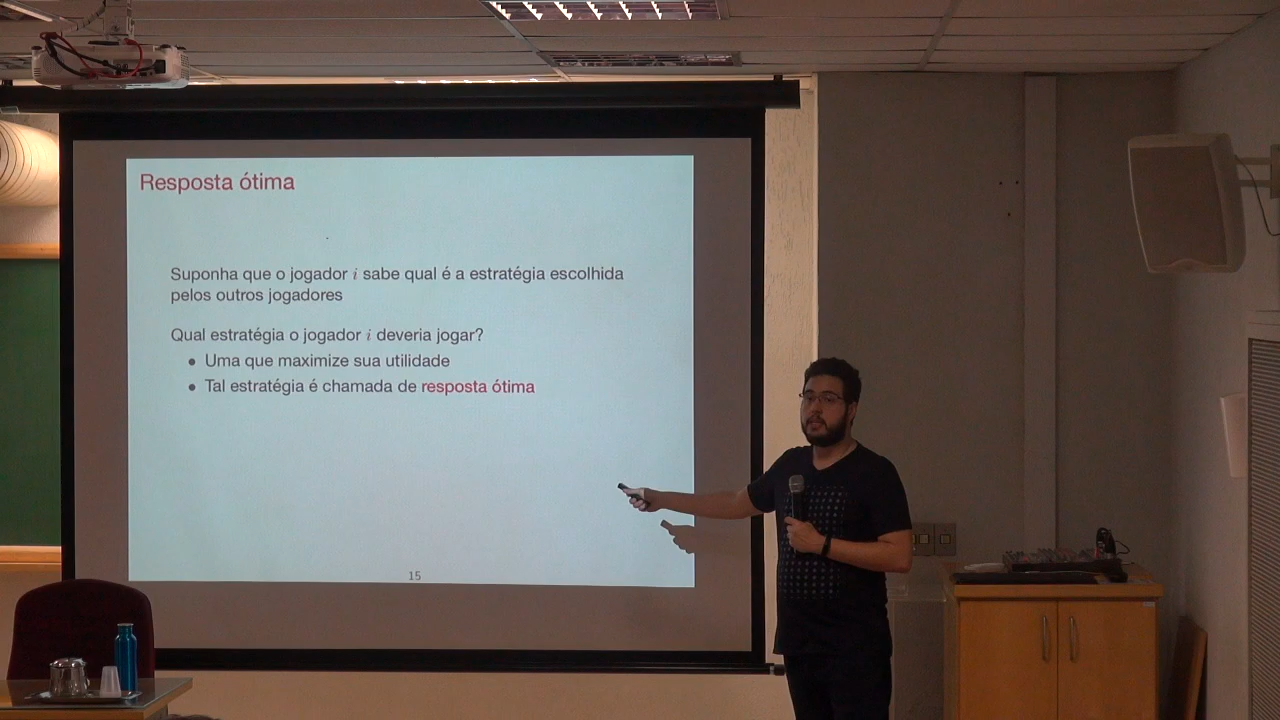 Resposta ótima
Suponha que o jogador i sabe qual é a estratégia escolhida
pelos outros jogadores
Qual estratégia o jogador i deveria jogar?
• Uma que maximize sua utilidade
• Tal estratégia é chamada de resposta ótima
15